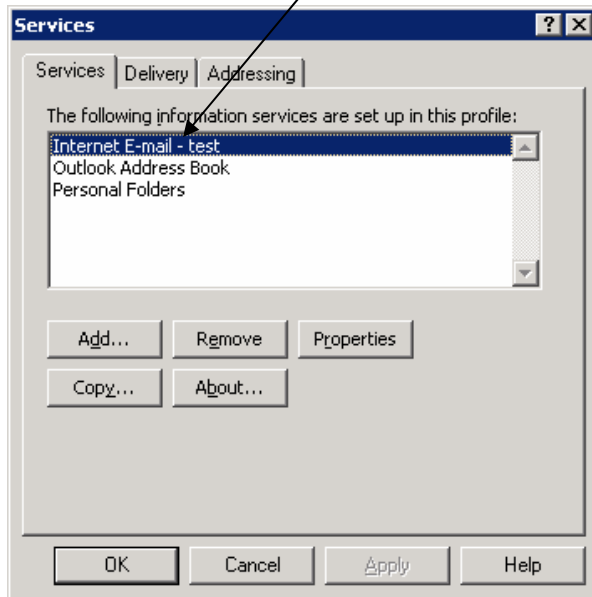 Services
Services Delivery Addressing
The following information services are set up in this profile:
Internet E-mail - test
Outlook Address Book
Personal Folders
Add... Remove Properties
Copy... About...
OK Cancel Apply Help